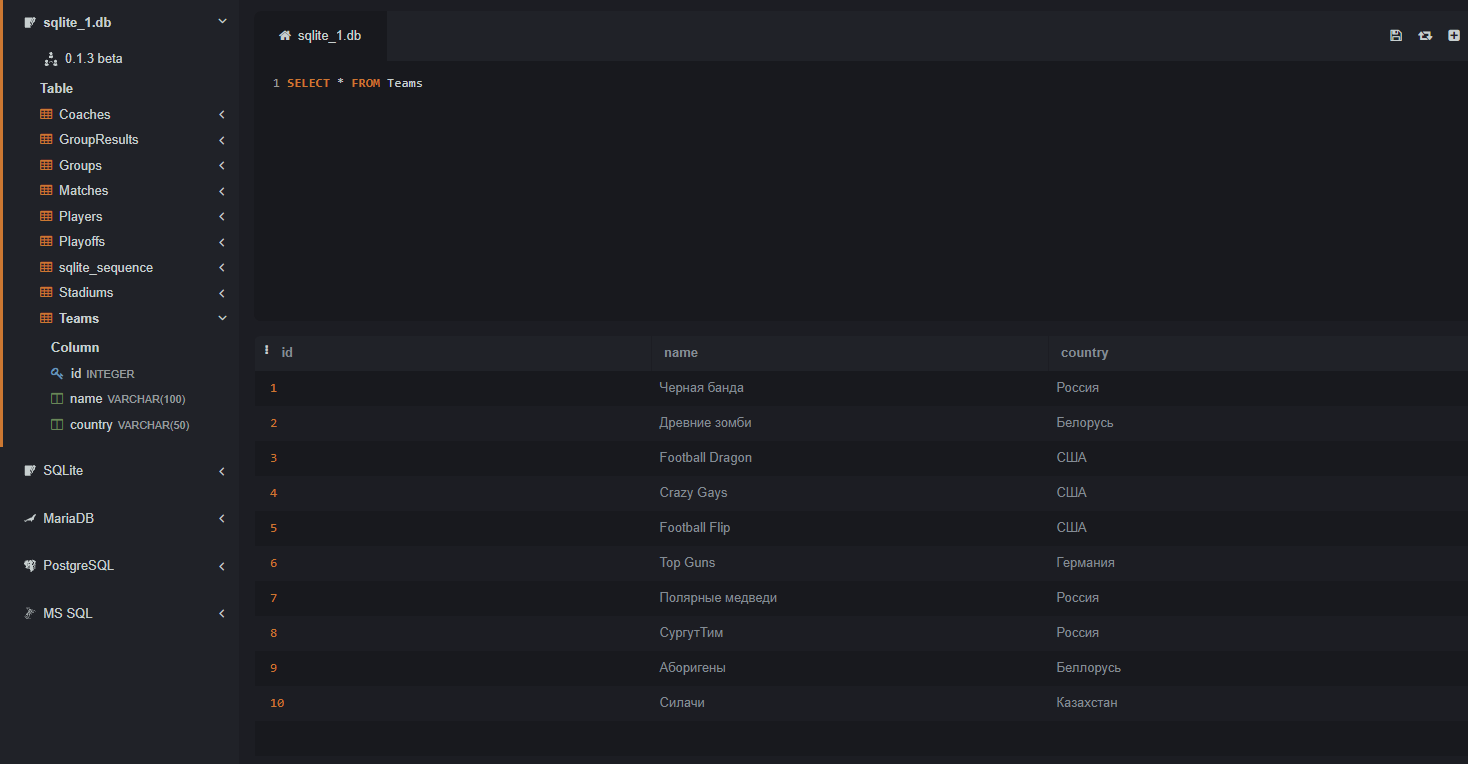 sqlite_1.db
0.1.3 beta
Table
Coaches
GroupResults
Groups
Matches
Players
Playoffs
sqlite_sequence
Stadiums
Teams
Column
id INTEGER
name VARCHAR(100)
country VARCHAR(50)
SQLite
MariaDB
PostgreSQL
MS SQL
sqlite_1.db
1 SELECT * FROM Teams
id name country
1 Черная банда Россия
2 Древние зомби Белорусь
3 Football Dragon США
4 Crazy Gays США
5 Football Flip США
6 Top Guns Германия
7 Полярные медведи Россия
8 СургутТим Россия
9 Аборигены Беллорусь
10 Силачи Казахстан